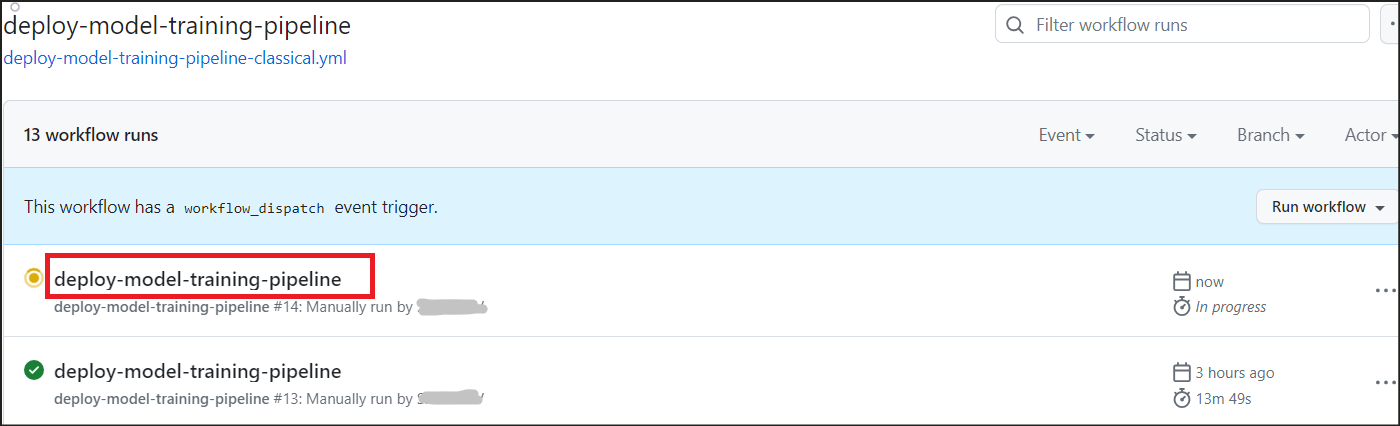 deploy-model-training-pipeline
Filter workflow runs
deploy-model-training-pipeline-classical.yml
13 workflow runs
Event
Status
Branch
Actor
This workflow has a workflow_dispatch event trigger.
Run workflow
deploy-model-training-pipeline
now
deploy-model-training-pipeline #14: Manually run by
In progress
deploy-model-training-pipeline
3 hours ago
deploy-model-training-pipeline #13: Manually run by
13m 49s